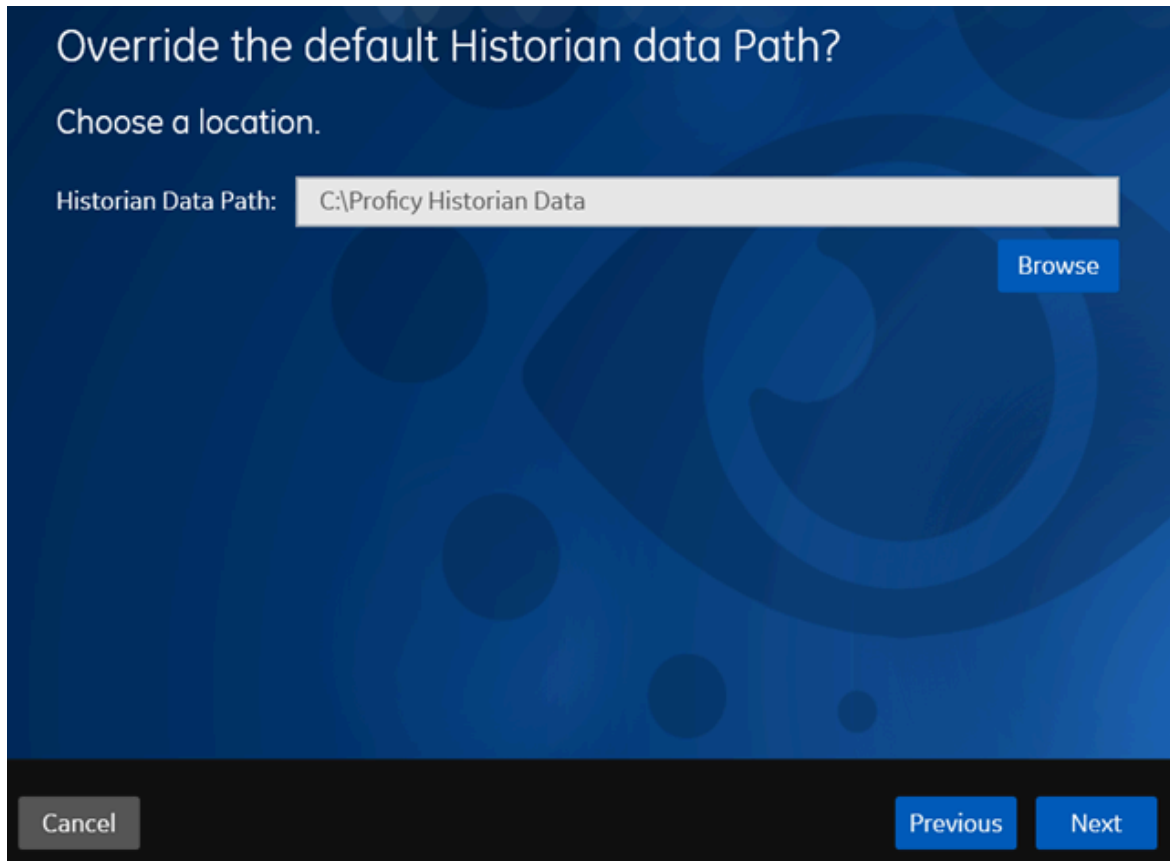 Override the default Historian data Path?
Choose a location.
Historian Data Path: C:\Proficy Historian Data
Browse
Cancel Previous Next